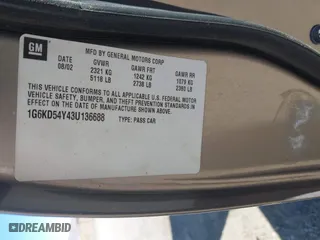 GM
MFD BY GENERAL MOTORS CORP
DATE GVWR GAWR FRT GAWR RR
08/02 2321 KG 1242 KG 1079 KG
5118 LB 2738 LB 2380 LB
THIS VEHICLE CONFORMS TO ALL APPLICABLE U.S. FEDERAL MOTOR
VEHICLE SAFETY, BUMPER, AND THEFT PREVENTION STANDARDS
IN EFFECT ON THE DATE OF MANUFACTURE SHOWN ABOVE.
1G6KD54Y43U136688 TYPE: PASS CAR
© DREAMBID.COM